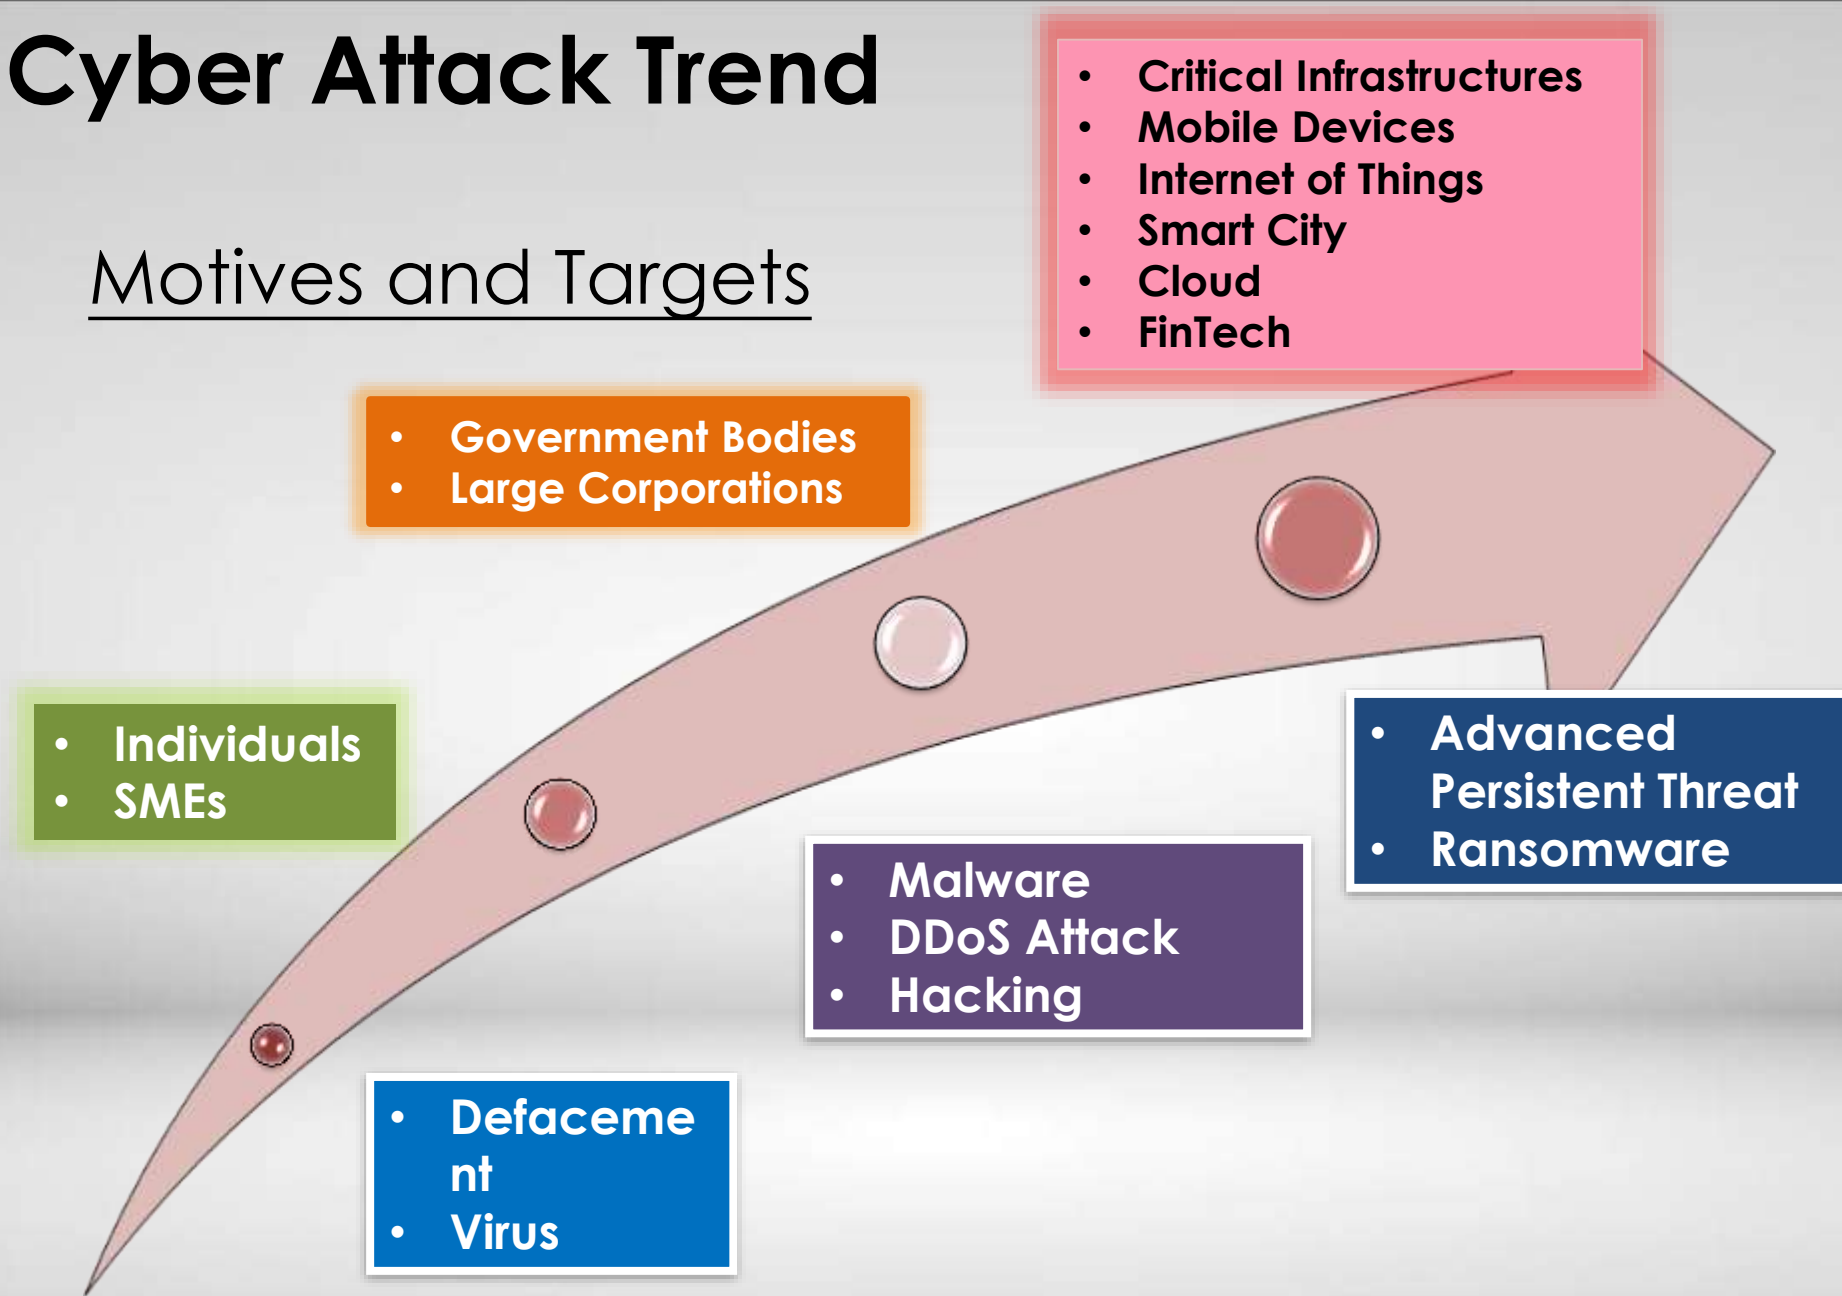 Cyber Attack Trend
Motives and Targets
• Critical Infrastructures
• Mobile Devices
• Internet of Things
• Smart City
• Cloud
• FinTech
• Government Bodies
• Large Corporations
• Individuals
• SMEs
• Advanced
Persistent Threat
• Ransomware
• Malware
• DDoS Attack
• Hacking
• Defaceme
nt
• Virus